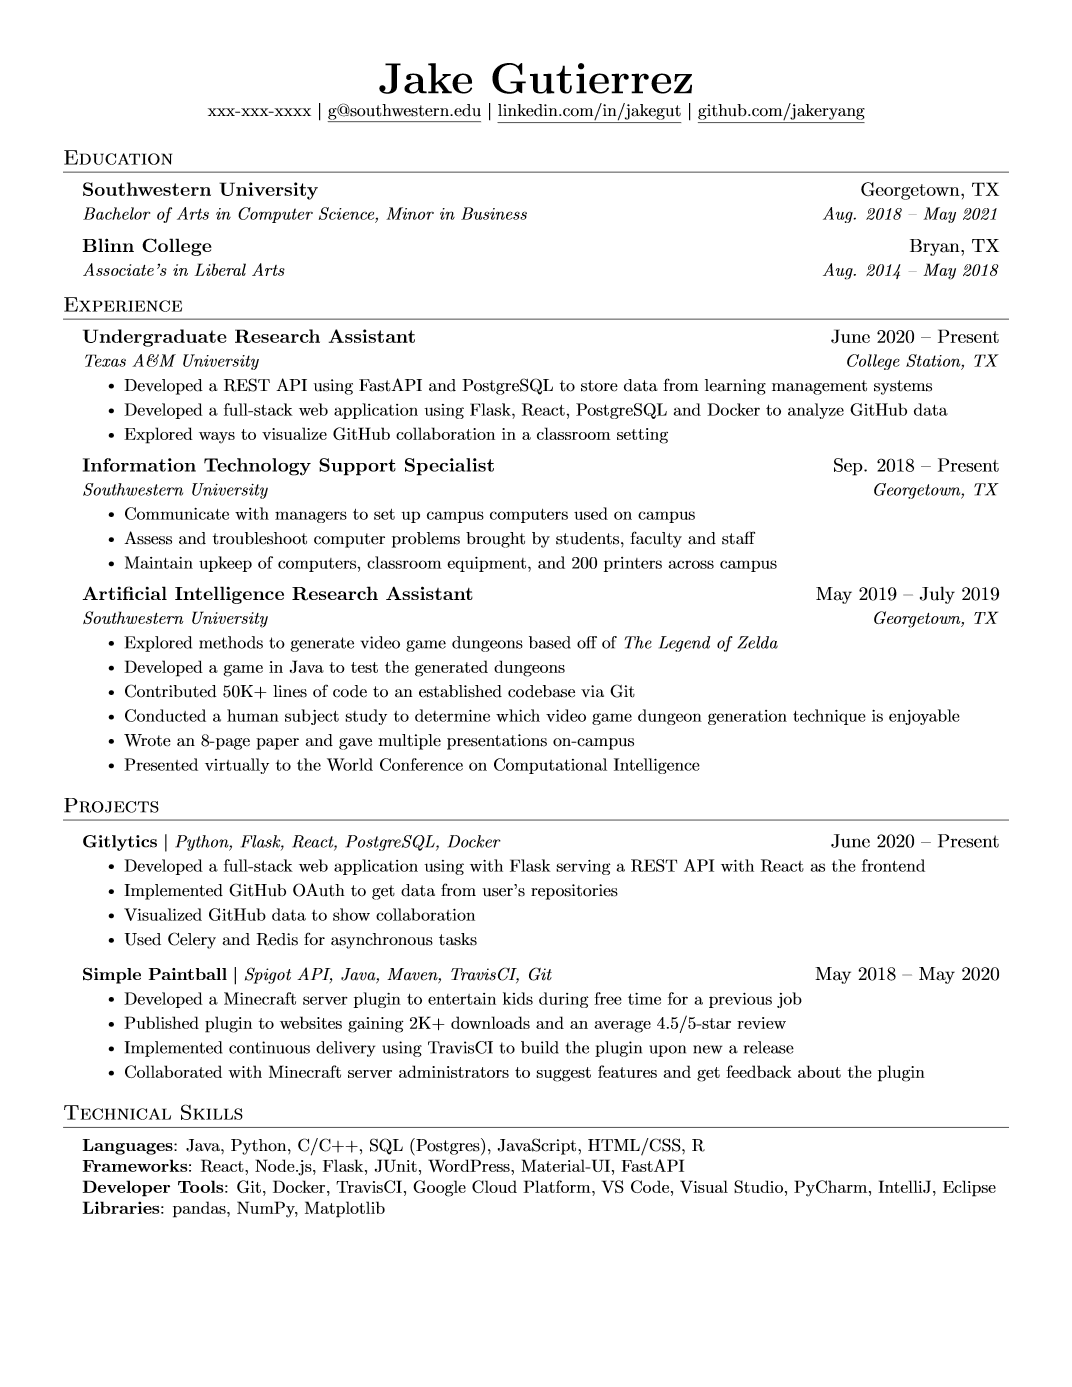 Jake Gutierrez
xxx-xxx-xxxx | g@southwestern.edu | linkedin.com/in/jakegut | github.com/jakeryang
Education
Southwestern University Georgetown, TX
Bachelor of Arts in Computer Science, Minor in Business Aug. 2018 – May 2021
Blinn College Bryan, TX
Associate's in Liberal Arts Aug. 2014 – May 2018
Experience
Undergraduate Research Assistant June 2020 – Present
Texas A&M University College Station, TX
• Developed a REST API using FastAPI and PostgreSQL to store data from learning management systems
• Developed a full-stack web application using Flask, React, PostgreSQL and Docker to analyze GitHub data
• Explored ways to visualize GitHub collaboration in a classroom setting
Information Technology Support Specialist Sep. 2018 – Present
Southwestern University Georgetown, TX
• Communicate with managers to set up campus computers used on campus
• Assess and troubleshoot computer problems brought by students, faculty and staff
• Maintain upkeep of computers, classroom equipment, and 200 printers across campus
Artificial Intelligence Research Assistant May 2019 – July 2019
Southwestern University Georgetown, TX
• Explored methods to generate video game dungeons based off of The Legend of Zelda
• Developed a game in Java to test the generated dungeons
• Contributed 50K+ lines of code to an established codebase via Git
• Conducted a human subject study to determine which video game dungeon generation technique is enjoyable
• Wrote an 8-page paper and gave multiple presentations on-campus
• Presented virtually to the World Conference on Computational Intelligence
Projects
Gitlytics | Python, Flask, React, PostgreSQL, Docker June 2020 – Present
• Developed a full-stack web application using with Flask serving a REST API with React as the frontend
• Implemented GitHub OAuth to get data from user's repositories
• Visualized GitHub data to show collaboration
• Used Celery and Redis for asynchronous tasks
Simple Paintball | Spigot API, Java, Maven, TravisCI, Git May 2018 – May 2020
• Developed a Minecraft server plugin to entertain kids during free time for a previous job
• Published plugin to websites gaining 2K+ downloads and an average 4.5/5-star review
• Implemented continuous delivery using TravisCI to build the plugin upon new a release
• Collaborated with Minecraft server administrators to suggest features and get feedback about the plugin
Technical Skills
Languages: Java, Python, C/C++, SQL (Postgres), JavaScript, HTML/CSS, R
Frameworks: React, Node.js, Flask, JUnit, WordPress, Material-UI, FastAPI
Developer Tools: Git, Docker, TravisCI, Google Cloud Platform, VS Code, Visual Studio, PyCharm, IntelliJ, Eclipse
Libraries: pandas, NumPy, Matplotlib